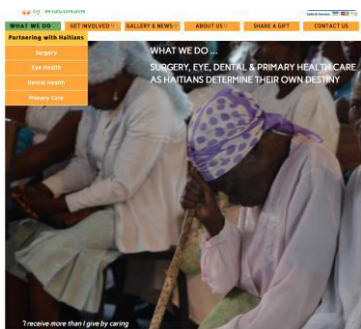 of WISCONSIN
WHAT WE DO
GET INVOLVED
GALLERY & NEWS
ABOUT US
SHARE A GIFT
CONTACT US
Partnering with Haitians
Surgery
Eye Health
Dental Health
Primary Care
WHAT WE DO ...
SURGERY, EYE, DENTAL & PRIMARY HEALTH CARE
AS HAITIANS DETERMINE THEIR OWN DESTINY
"I receive more than I give by caring